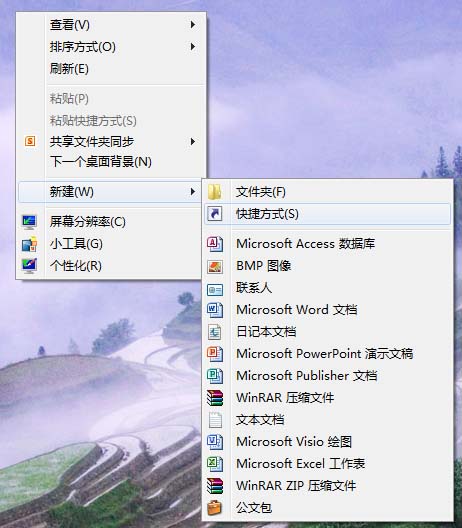 查看(V)
排序方式(O)
刷新(E)
粘贴(P)
粘贴快捷方式(S)
共享文件夹同步
下一个桌面背景(N)
新建(W)
屏幕分辨率(C)
小工具(G)
个性化(R)
文件夹(F)
快捷方式(S)
Microsoft Access 数据库
BMP 图像
联系人
Microsoft Word 文档
日记本文档
Microsoft PowerPoint 演示文稿
Microsoft Publisher 文档
WinRAR 压缩文件
文本文档
Microsoft Visio 绘图
Microsoft Excel 工作表
WinRAR ZIP 压缩文件
公文包